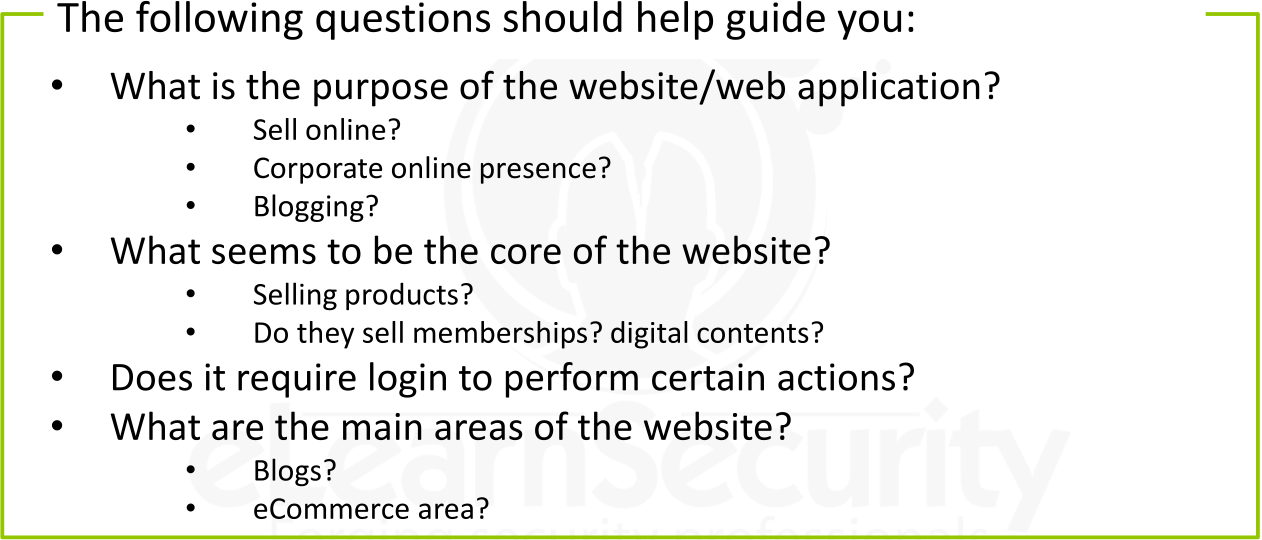 The following questions should help guide you:
• What is the purpose of the website/web application?
• Sell online?
• Corporate online presence?
• Blogging?
• What seems to be the core of the website?
• Selling products?
• Do they sell memberships? digital contents?
• Does it require login to perform certain actions?
• What are the main areas of the website?
• Blogs?
• eCommerce area?
eLearnSecurity
Forging security professionals